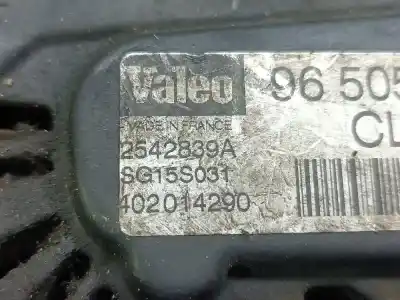 Valeo
96 505
MADE IN FRANCE
CL
2542839A
SG15S031
402014290